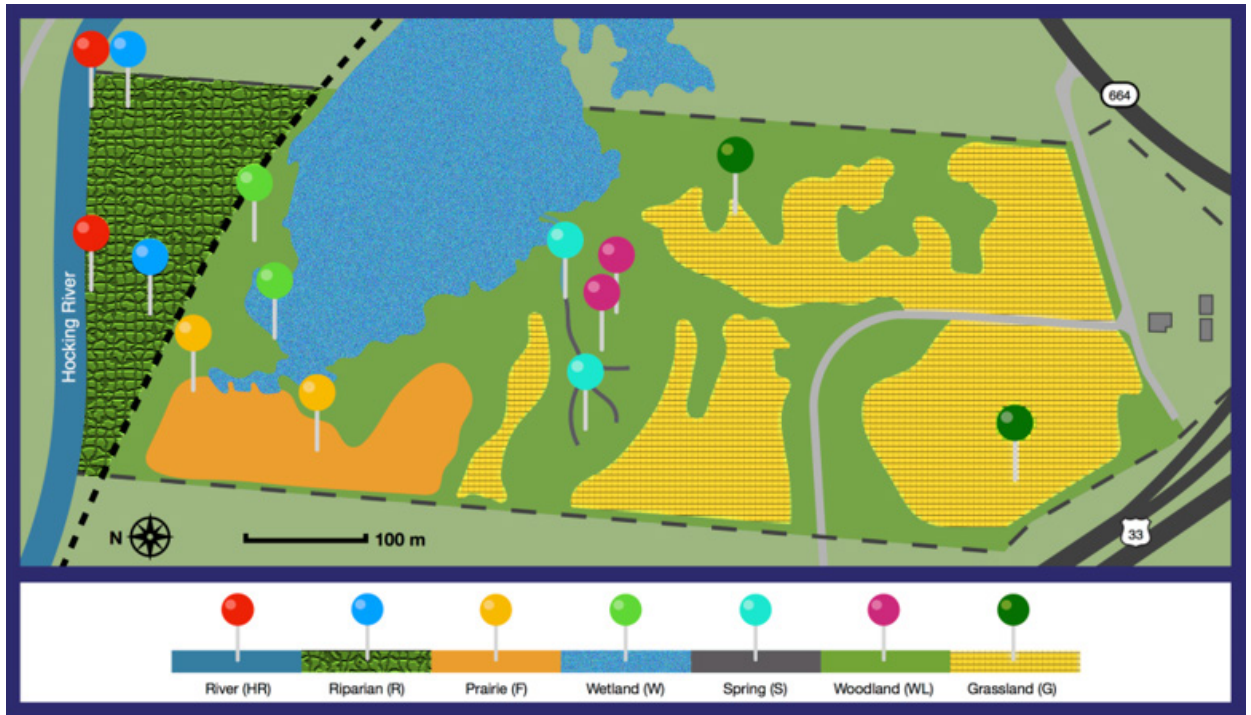 664
Hocking River
N
100 m
33
River (HR)
Riparian (R)
Prairie (F)
Wetland (W)
Spring (S)
Woodland (WL)
Grassland (G)